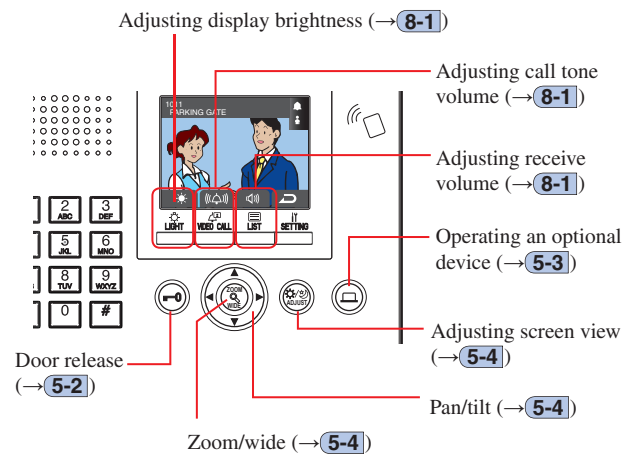 Adjusting display brightness (→8-1)
Adjusting call tone
volume (→8-1)
1011
PARKING GATE
Adjusting receive
volume (→8-1)
2
ABC
3
DEF
LIGHT
VIDEO CALL
LIST
SETTING
5
JKL
6
MNO
Operating an optional
device (→5-3)
8
TUV
9
WXYZ
ZOOM
WIDE
ADJUST
0
#
Adjusting screen view
(→5-4)
Door release
(→5-2)
Pan/tilt (→5-4)
Zoom/wide (→5-4)